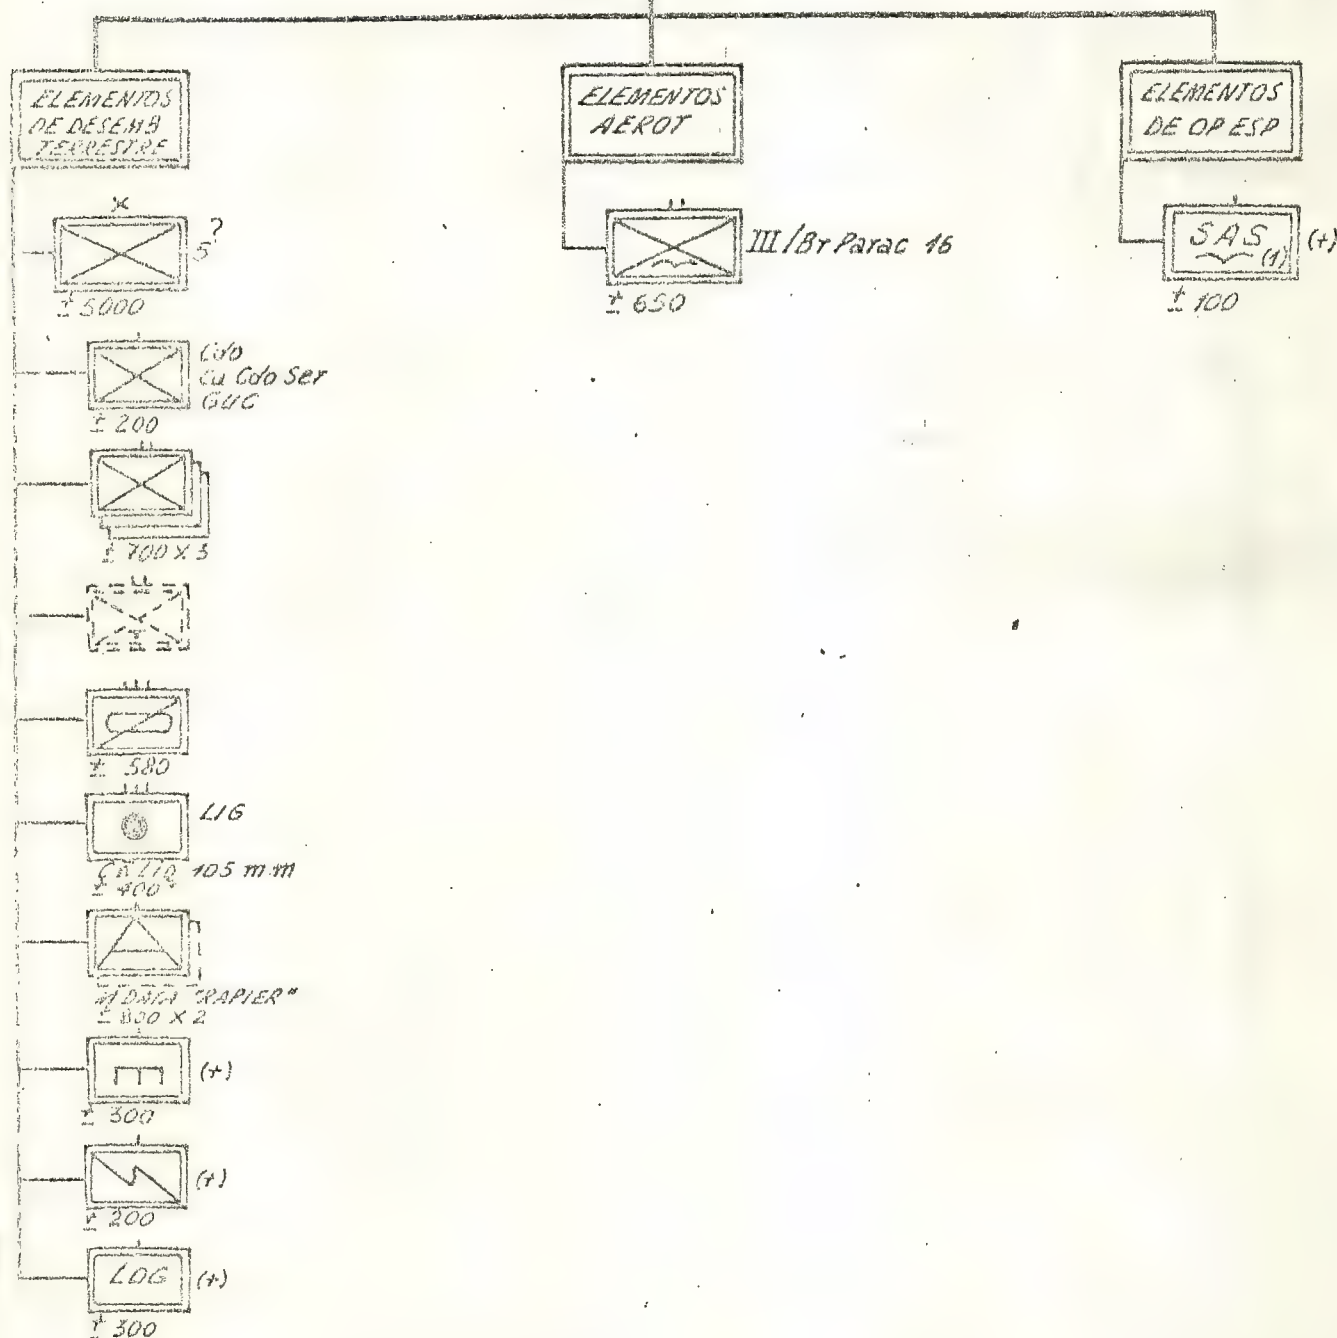 ELEMENTOS
DE DESEMB
TERRESTRE
ELEMENTOS
AEROT
ELEMENTOS
DE OP ESP
5 ?
± 5000
III/Br Parac 16
± 650
SAS (1) (+)
± 100
Cdo
Ca Cdo Ser
GUC
± 200
± 700 X 3
± 580
LIG
105 mm
± 400
"RAPIER"
± 800 X 2
(+)
± 300
(+)
± 200
LOG (+)
± 300